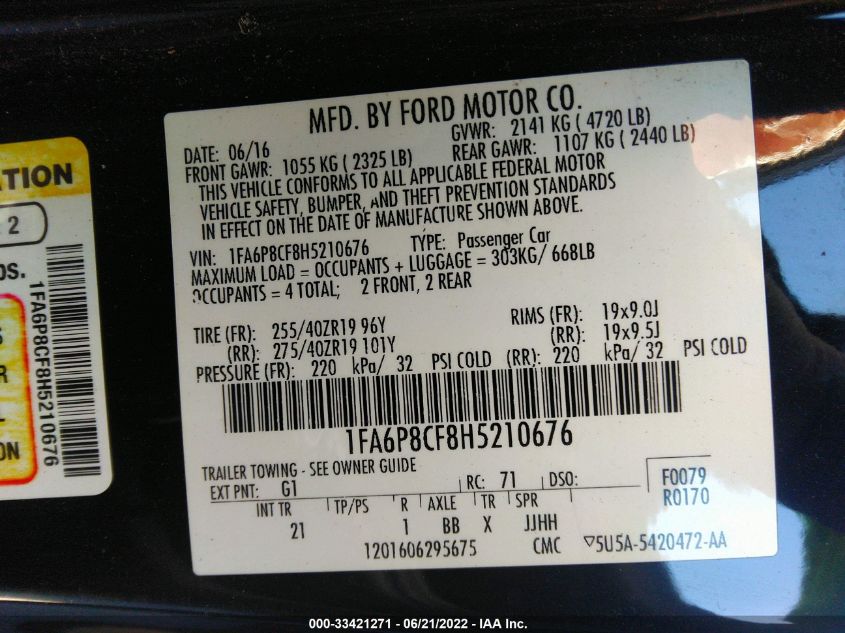 MFD. BY FORD MOTOR CO.
DATE: 06/16 GVWR: 2141 KG ( 4720 LB)
FRONT GAWR: 1055 KG ( 2325 LB) REAR GAWR: 1107 KG ( 2440 LB)
THIS VEHICLE CONFORMS TO ALL APPLICABLE FEDERAL MOTOR
VEHICLE SAFETY, BUMPER, AND THEFT PREVENTION STANDARDS
IN EFFECT ON THE DATE OF MANUFACTURE SHOWN ABOVE.
VIN: 1FA6P8CF8H5210676 TYPE: Passenger Car
MAXIMUM LOAD = OCCUPANTS + LUGGAGE = 303KG/ 668LB
OCCUPANTS = 4 TOTAL; 2 FRONT, 2 REAR
TIRE (FR): 255/40ZR19 96Y RIMS (FR): 19x9.0J
(RR): 275/40ZR19 101Y (RR): 19x9.5J
PRESSURE (FR): 220 kPa/ 32 PSI COLD (RR): 220 kPa/ 32 PSI COLD
1FA6P8CF8H5210676
TRAILER TOWING - SEE OWNER GUIDE
EXT PNT: G1 RC: 71 DSO: F0079
INT TR TP/PS R AXLE TR SPR R0170
21 1 BB X JJHH
1201606295675 CMC ▽5U5A-5420472-AA
ATION
2
OS.
S
R
L
ON
1FA6P8CF8H5210676
000-33421271 - 06/21/2022 - IAA Inc.